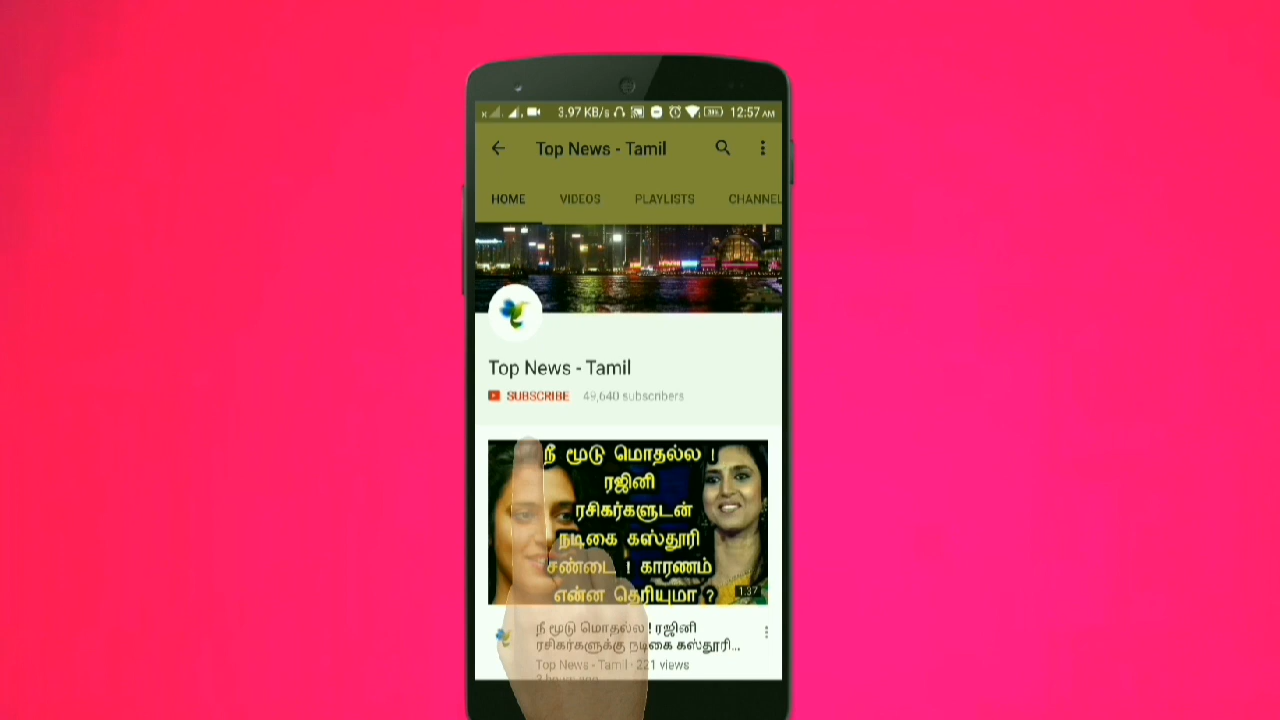 3.97 KB/s 12:57 AM
Top News - Tamil
HOME VIDEOS PLAYLISTS CHANNEL
Top News - Tamil
SUBSCRIBE 49,640 subscribers
நீ மூடு மொதல்ல !
ரஜினி
ரசிகர்களுடன்
நடிகை கஸ்தூரி
சண்டை ! காரணம்
என்ன தெரியுமா ?
1:37
நீ மூடு மொதல்ல ! ரஜினி
ரசிகர்களுக்கு நடிகை கஸ்தூரி...
Top News - Tamil · 221 views